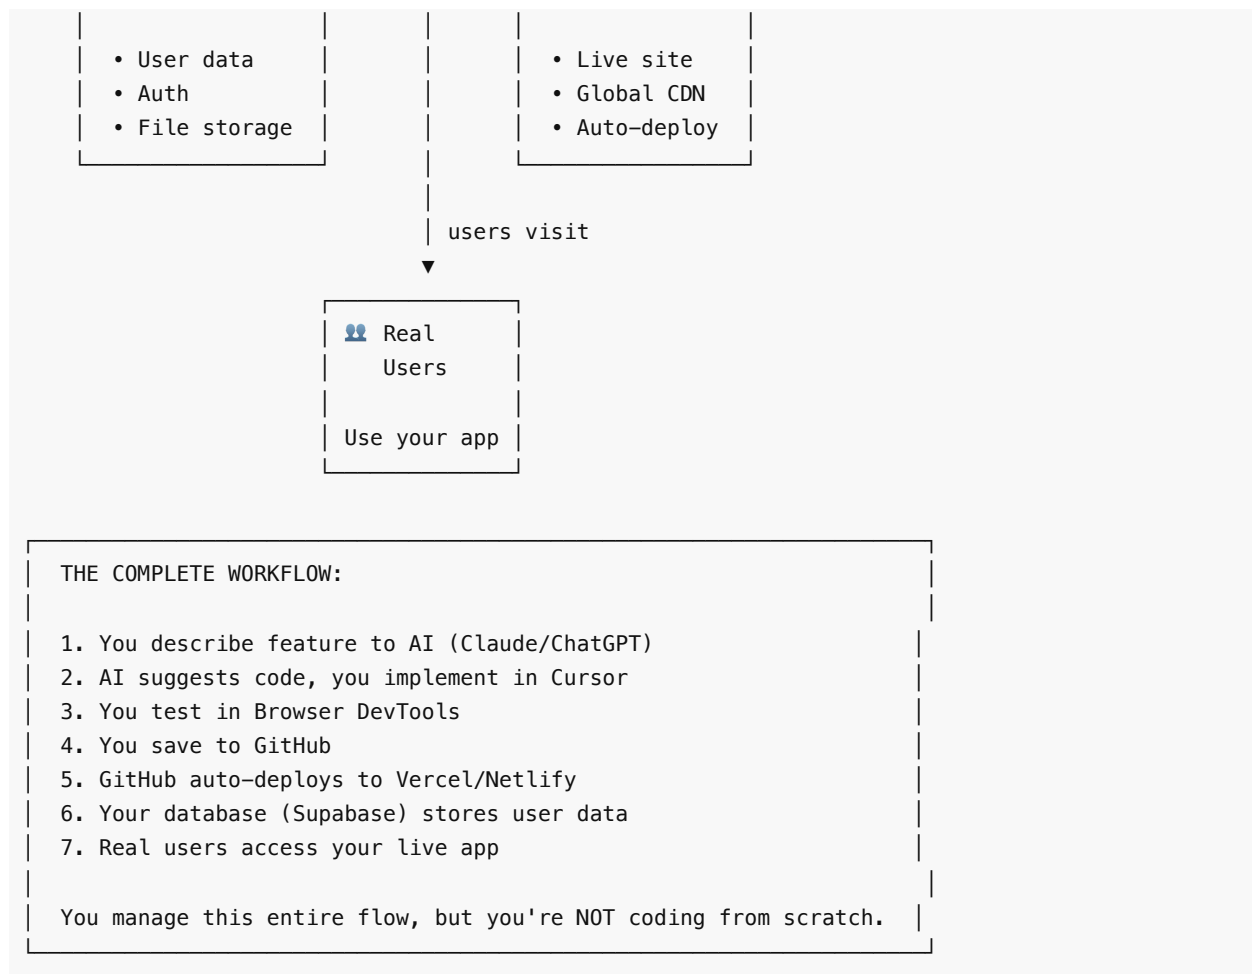 • User data • Live site
• Auth • Global CDN
• File storage • Auto-deploy
users visit
Real
Users
Use your app
THE COMPLETE WORKFLOW:
1. You describe feature to AI (Claude/ChatGPT)
2. AI suggests code, you implement in Cursor
3. You test in Browser DevTools
4. You save to GitHub
5. GitHub auto-deploys to Vercel/Netlify
6. Your database (Supabase) stores user data
7. Real users access your live app
You manage this entire flow, but you're NOT coding from scratch.